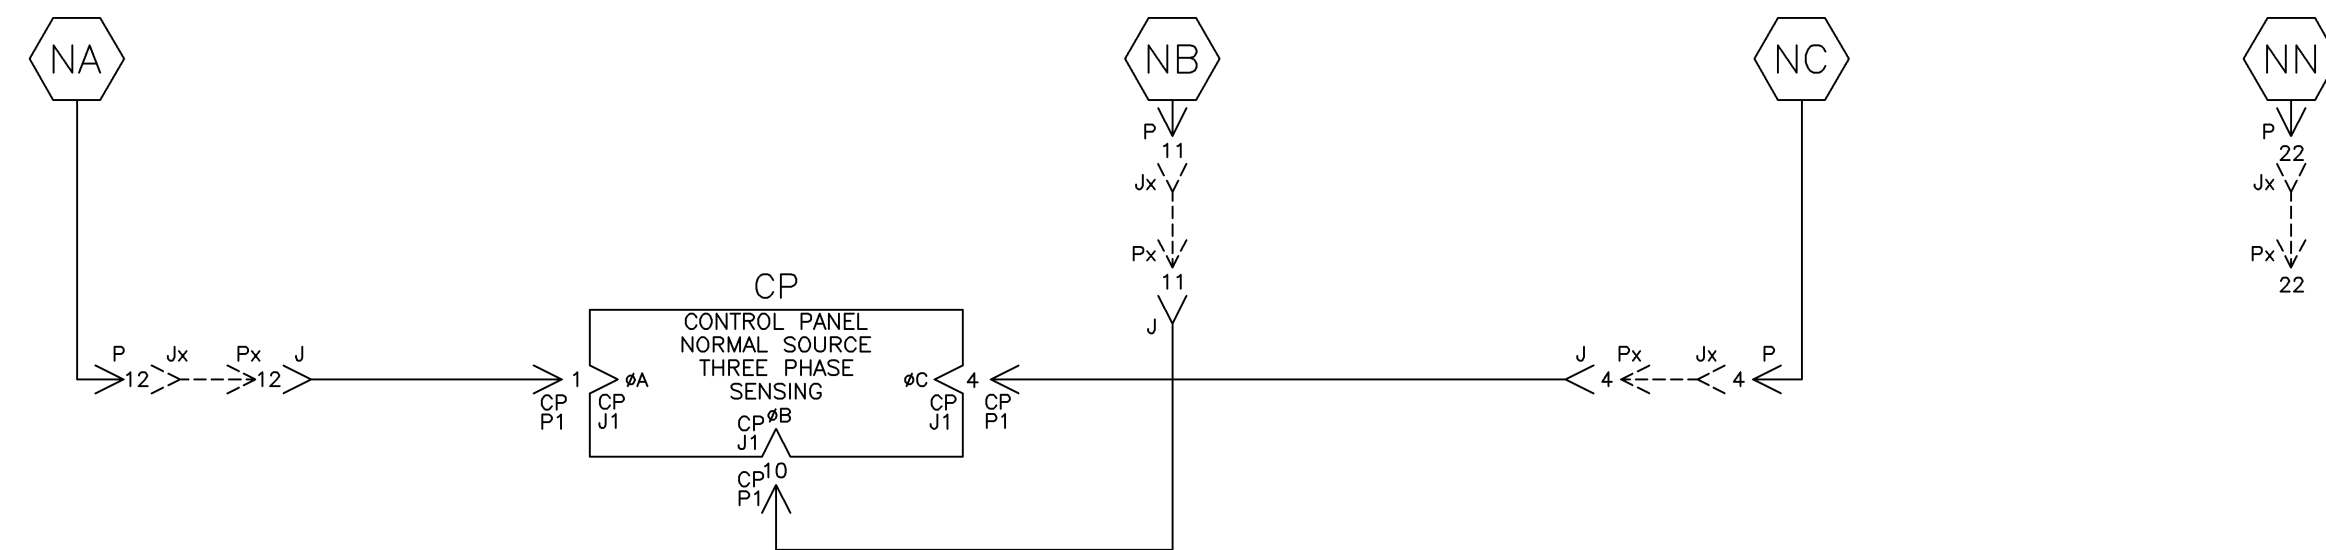 NA
NB
NC
NN
P
11
Jx
Px
11
J
P
22
Jx
Px
22
CP
CONTROL PANEL
NORMAL SOURCE
THREE PHASE
SENSING
P
12
Jx
Px
12
J
1
CP
P1
øA
CP
J1
øB
CP
J1
10
CP
P1
øC
CP
J1
4
CP
P1
J
4
Px
Jx
4
P